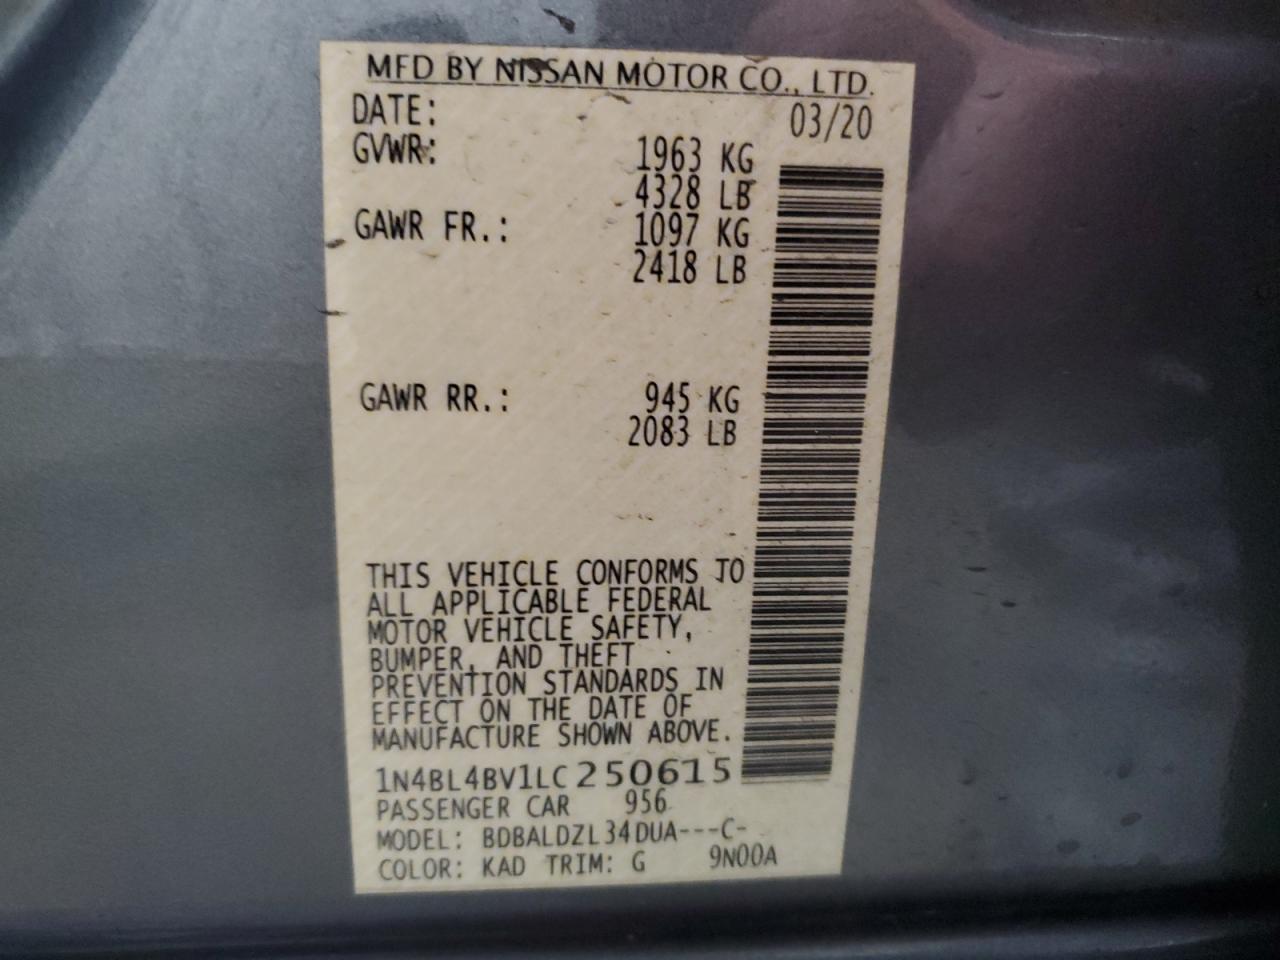 MFD BY NISSAN MOTOR CO., LTD.
DATE: 03/20
GVWR: 1963 KG
4328 LB
GAWR FR.: 1097 KG
2418 LB
GAWR RR.: 945 KG
2083 LB
THIS VEHICLE CONFORMS TO
ALL APPLICABLE FEDERAL
MOTOR VEHICLE SAFETY,
BUMPER, AND THEFT
PREVENTION STANDARDS IN
EFFECT ON THE DATE OF
MANUFACTURE SHOWN ABOVE.
1N4BL4BV1LC250615
PASSENGER CAR 956
MODEL: BDBALDZL34DUA---C-
COLOR: KAD TRIM: G 9N00A